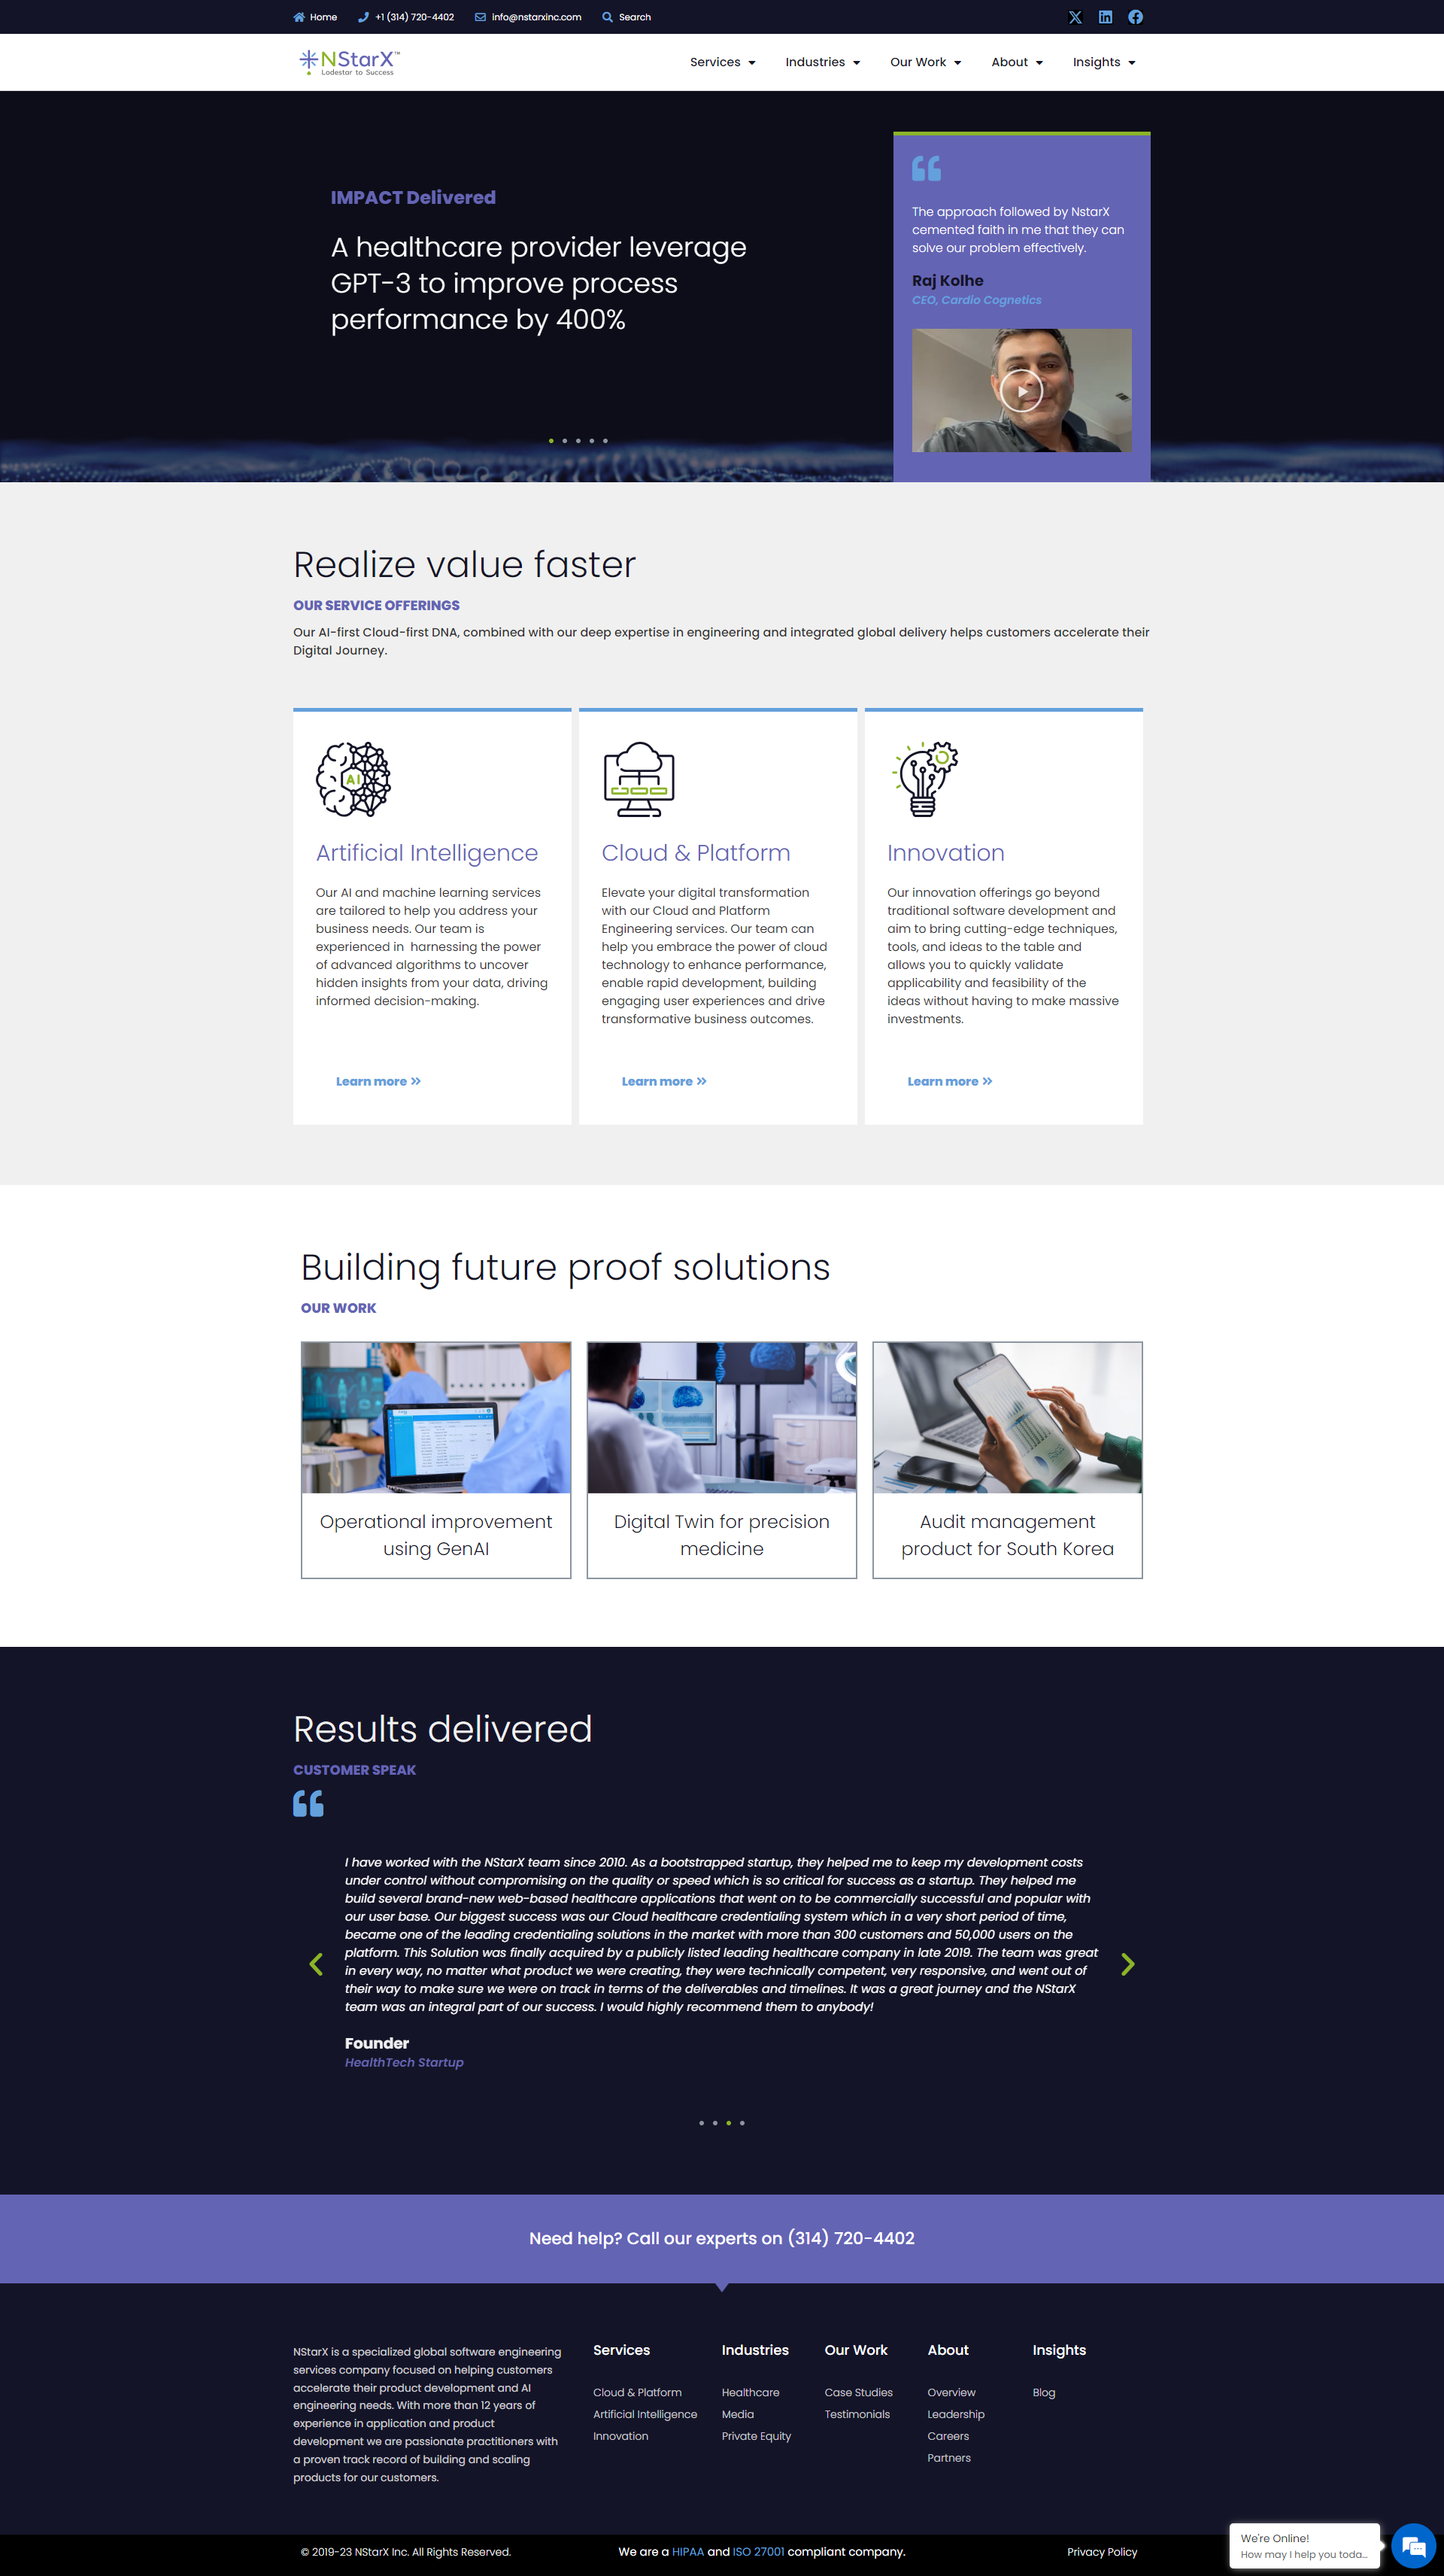 Home
+1 (314) 720-4402
info@nstarxinc.com
Search
NStarX™
Lodestar to Success
Services
Industries
Our Work
About
Insights
IMPACT Delivered
A healthcare provider leverage
GPT-3 to improve process
performance by 400%
The approach followed by NstarX
cemented faith in me that they can
solve our problem effectively.
Raj Kolhe
CEO, Cardio Cognetics
Realize value faster
OUR SERVICE OFFERINGS
Our AI-first Cloud-first DNA, combined with our deep expertise in engineering and integrated global delivery helps customers accelerate their
Digital Journey.
AI
Artificial Intelligence
Our AI and machine learning services
are tailored to help you address your
business needs. Our team is
experienced in harnessing the power
of advanced algorithms to uncover
hidden insights from your data, driving
informed decision-making.
Learn more
Cloud & Platform
Elevate your digital transformation
with our Cloud and Platform
Engineering services. Our team can
help you embrace the power of cloud
technology to enhance performance,
enable rapid development, building
engaging user experiences and drive
transformative business outcomes.
Learn more
Innovation
Our innovation offerings go beyond
traditional software development and
aim to bring cutting-edge techniques,
tools, and ideas to the table and
allows you to quickly validate
applicability and feasibility of the
ideas without having to make massive
investments.
Learn more
Building future proof solutions
OUR WORK
Operational improvement
using GenAI
Digital Twin for precision
medicine
Audit management
product for South Korea
Results delivered
CUSTOMER SPEAK
I have worked with the NStarX team since 2010. As a bootstrapped startup, they helped me to keep my development costs
under control without compromising on the quality or speed which is so critical for success as a startup. They helped me
build several brand-new web-based healthcare applications that went on to be commercially successful and popular with
our user base. Our biggest success was our Cloud healthcare credentialing system which in a very short period of time,
became one of the leading credentialing solutions in the market with more than 300 customers and 50,000 users on the
platform. This Solution was finally acquired by a publicly listed leading healthcare company in late 2019. The team was great
in every way, no matter what product we were creating, they were technically competent, very responsive, and went out of
their way to make sure we were on track in terms of the deliverables and timelines. It was a great journey and the NStarX
team was an integral part of our success. I would highly recommend them to anybody!
Founder
HealthTech Startup
Need help? Call our experts on (314) 720-4402
NStarX is a specialized global software engineering
services company focused on helping customers
accelerate their product development and AI
engineering needs. With more than 12 years of
experience in application and product
development we are passionate practitioners with
a proven track record of building and scaling
products for our customers.
Services
Cloud & Platform
Artificial Intelligence
Innovation
Industries
Healthcare
Media
Private Equity
Our Work
Case Studies
Testimonials
About
Overview
Leadership
Careers
Partners
Insights
Blog
© 2019-23 NStarX Inc. All Rights Reserved.
We are a HIPAA and ISO 27001 compliant company.
Privacy Policy
We're Online!
How may I help you toda...